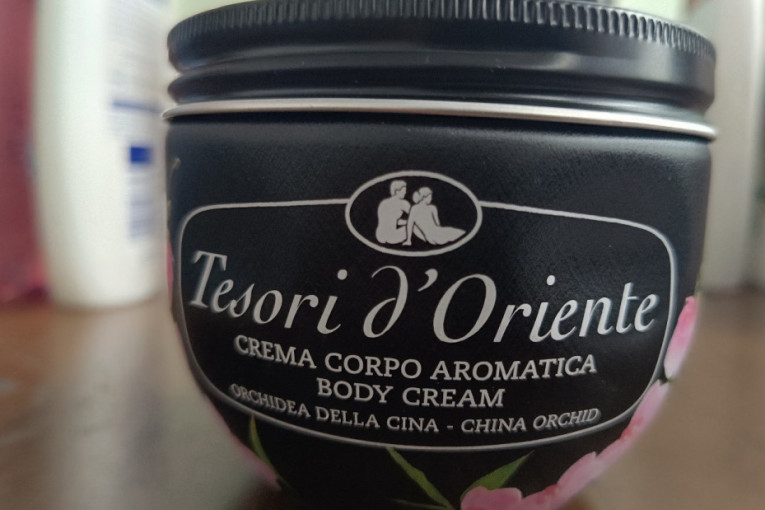 Tesori d'Oriente
CREMA CORPO AROMATICA
BODY CREAM
ORCHIDEA DELLA CINA - CHINA ORCHID